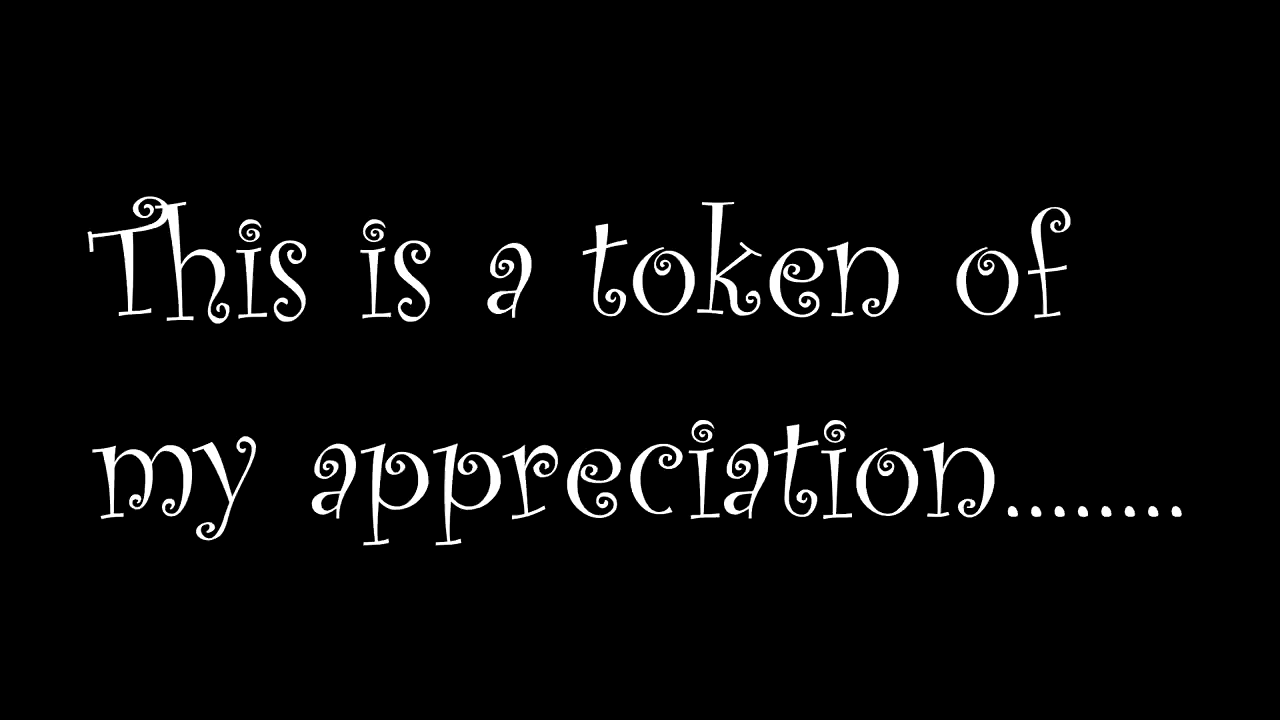 This is a token of
my appreciation........